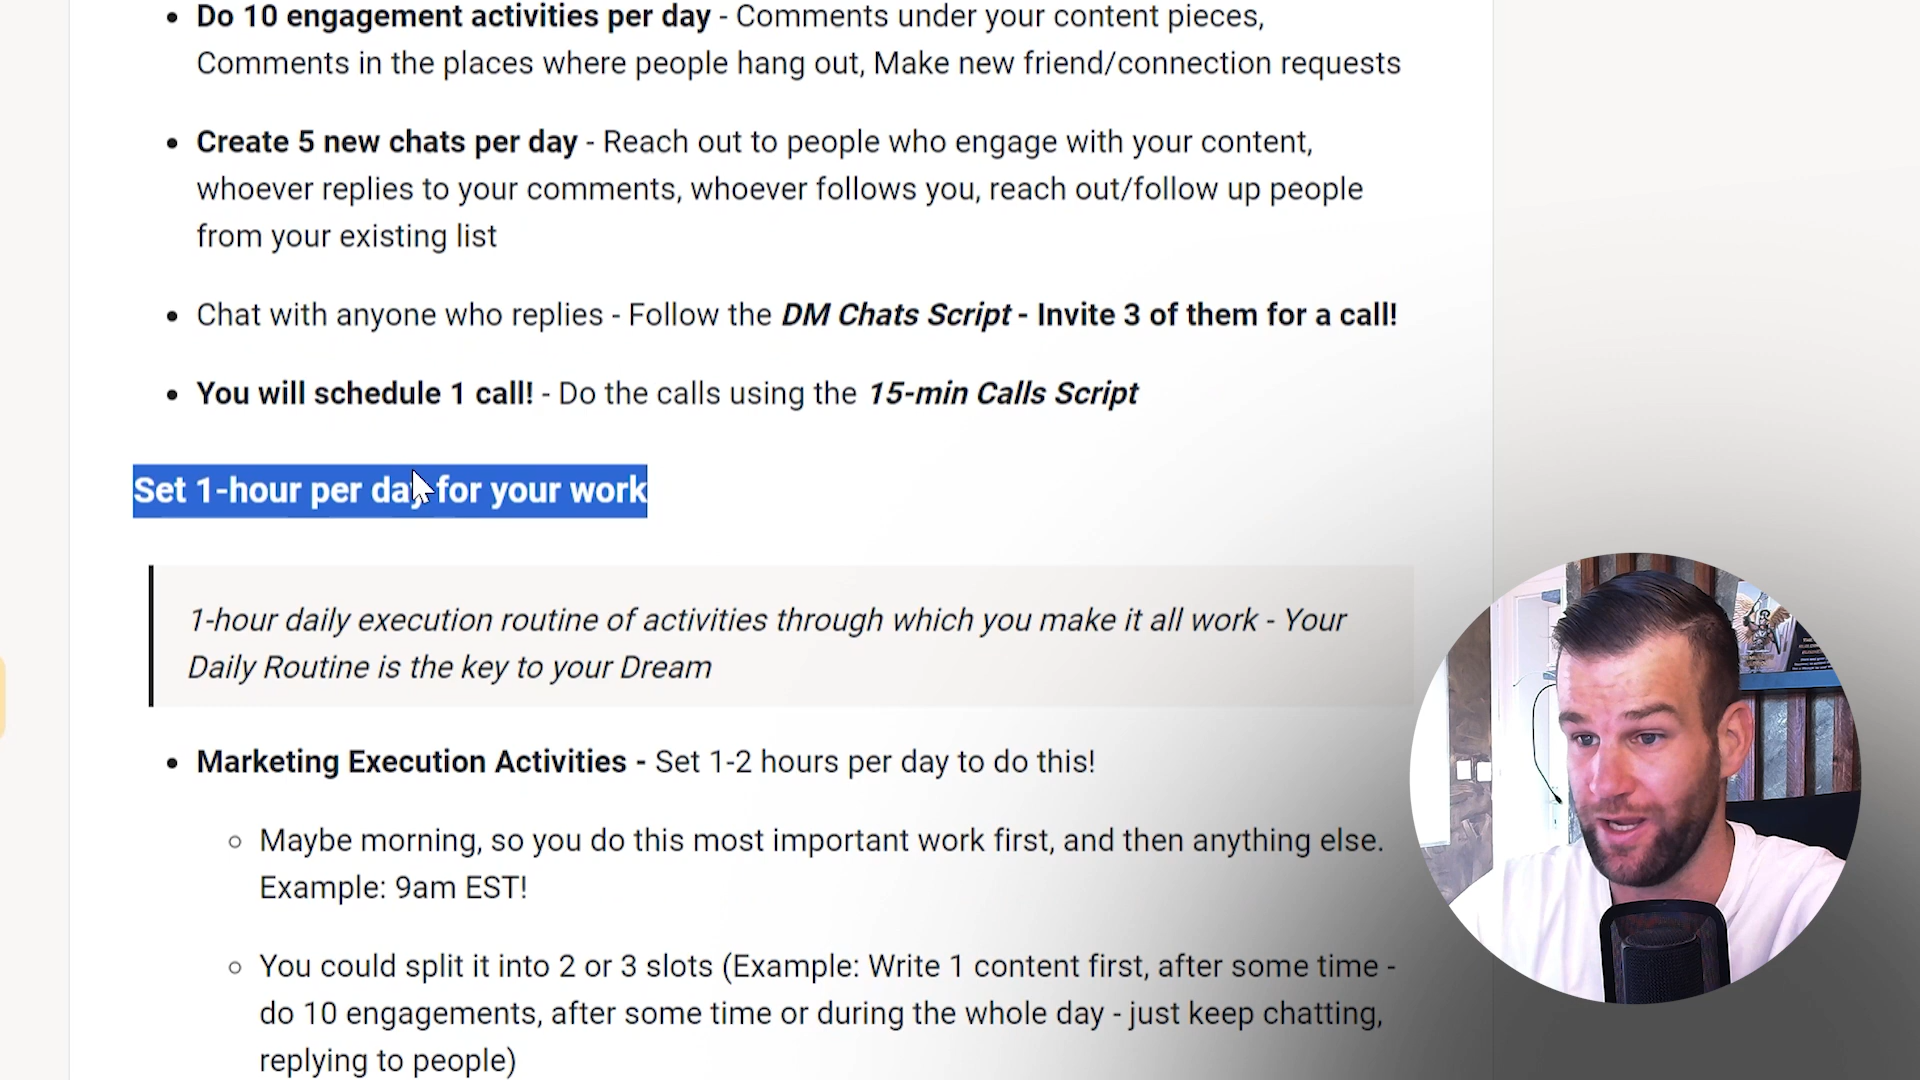 Do 10 engagement activities per day - Comments under your content pieces,
Comments in the places where people hang out, Make new friend/connection requests
Create 5 new chats per day - Reach out to people who engage with your content,
whoever replies to your comments, whoever follows you, reach out/follow up people
from your existing list
Chat with anyone who replies - Follow the DM Chats Script - Invite 3 of them for a call!
You will schedule 1 call! - Do the calls using the 15-min Calls Script
Set 1-hour per day for your work
1-hour daily execution routine of activities through which you make it all work - Your
Daily Routine is the key to your Dream
Marketing Execution Activities - Set 1-2 hours per day to do this!
Maybe morning, so you do this most important work first, and then anything else.
Example: 9am EST!
You could split it into 2 or 3 slots (Example: Write 1 content first, after some time -
do 10 engagements, after some time or during the whole day - just keep chatting,
replying to people)